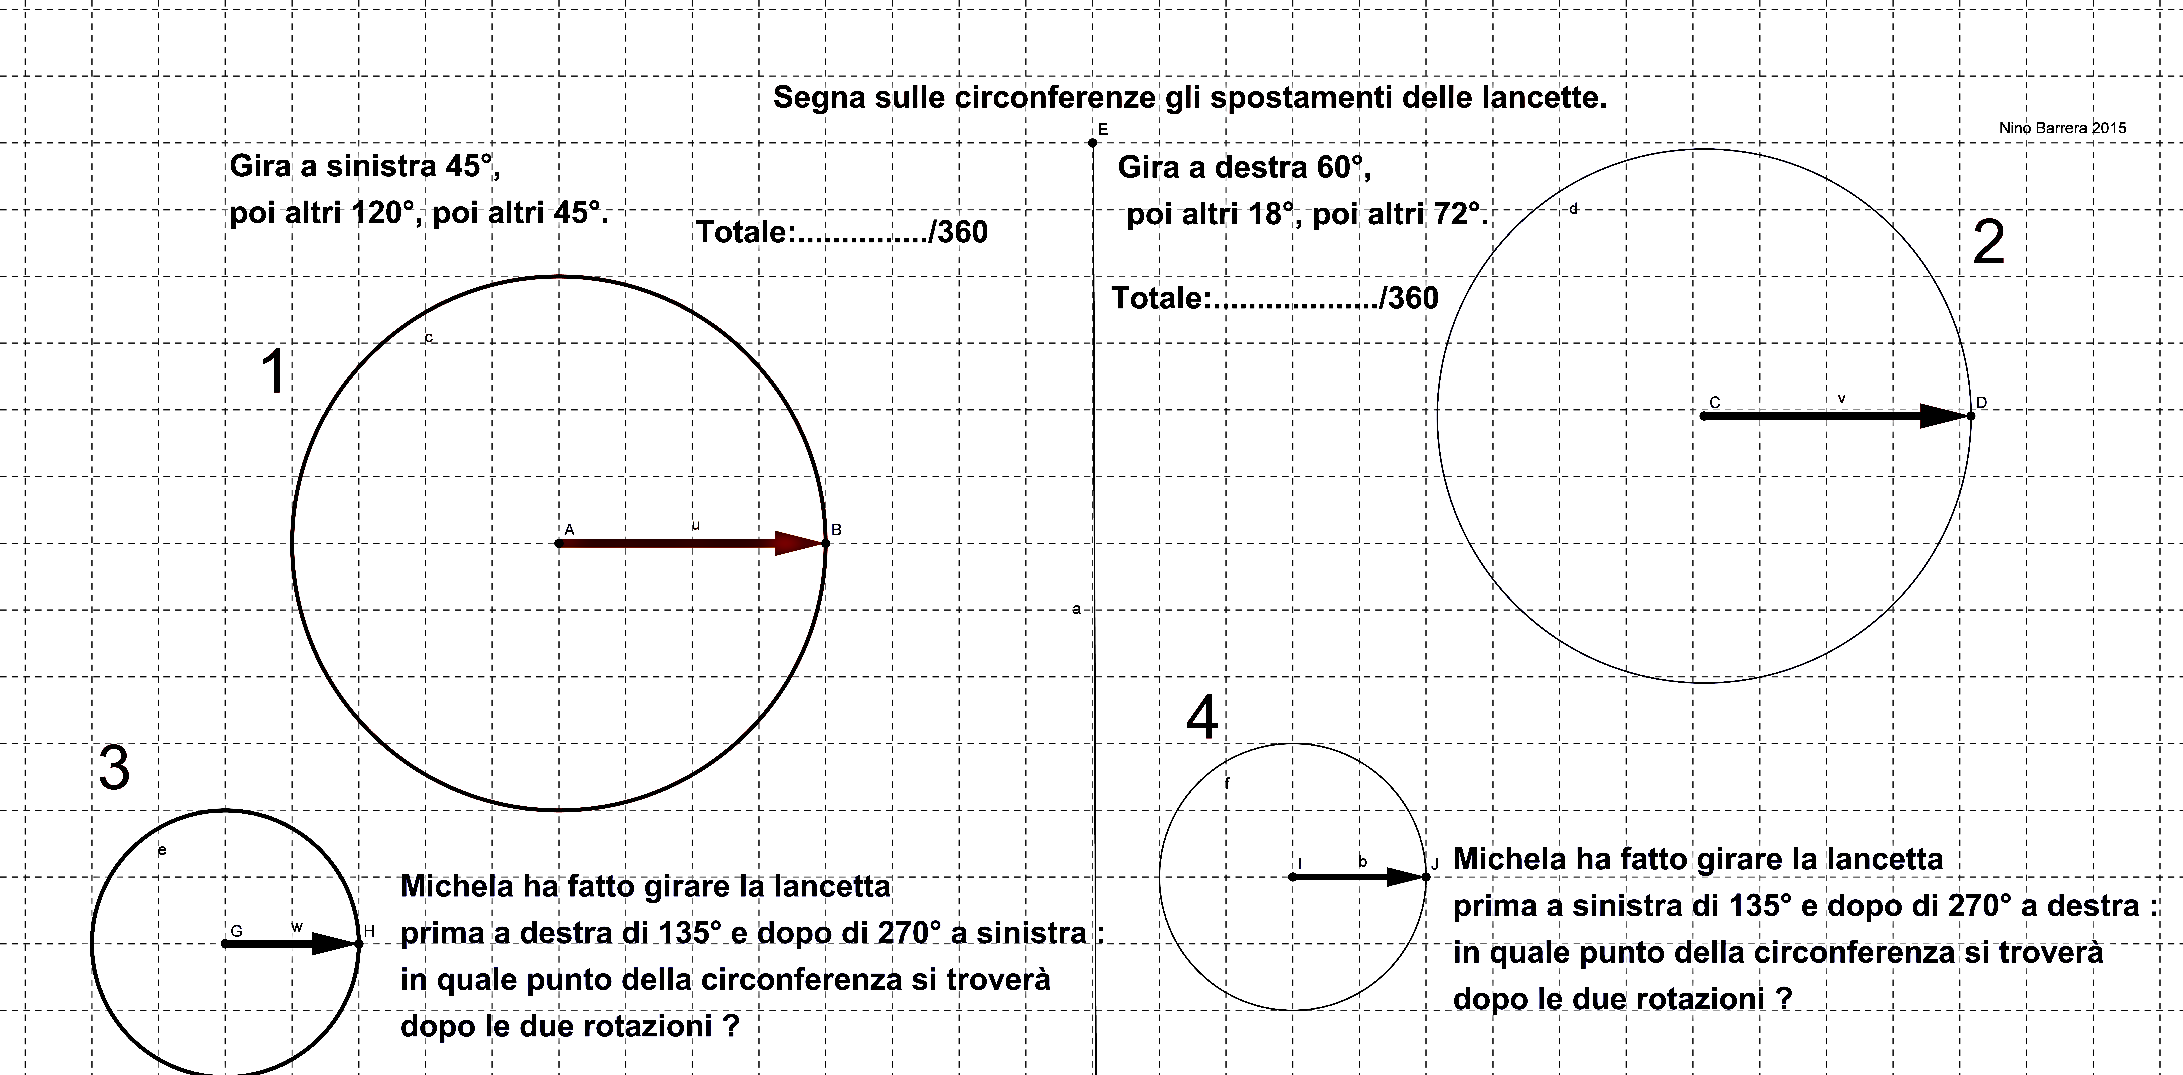 Segna sulle circonferenze gli spostamenti delle lancette.
Nino Barrera 2015
E
Gira a sinistra 45°,
poi altri 120°, poi altri 45°.
Totale:.............../360
1
c
A
u
B
a
Gira a destra 60°,
poi altri 18°, poi altri 72°.
Totale:.................../360
d
2
C
v
D
3
e
G
w
H
Michela ha fatto girare la lancetta
prima a destra di 135° e dopo di 270° a sinistra :
in quale punto della circonferenza si troverà
dopo le due rotazioni ?
4
f
I
b
J
Michela ha fatto girare la lancetta
prima a sinistra di 135° e dopo di 270° a destra :
in quale punto della circonferenza si troverà
dopo le due rotazioni ?